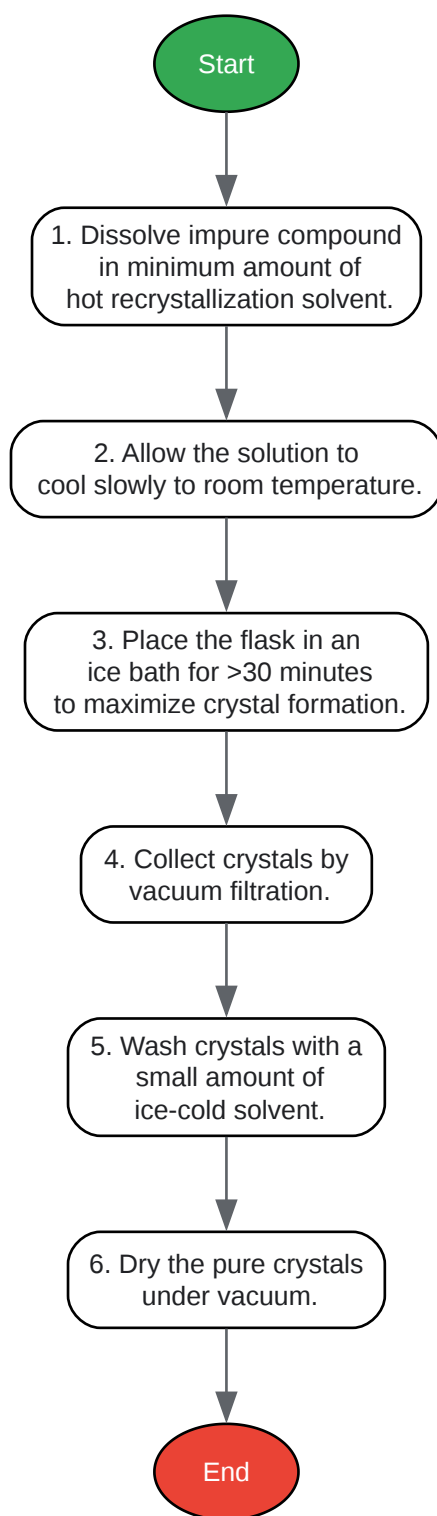 Start
1. Dissolve impure compound
in minimum amount of
hot recrystallization solvent.
2. Allow the solution to
cool slowly to room temperature.
3. Place the flask in an
ice bath for >30 minutes
to maximize crystal formation.
4. Collect crystals by
vacuum filtration.
5. Wash crystals with a
small amount of
ice-cold solvent.
6. Dry the pure crystals
under vacuum.
End